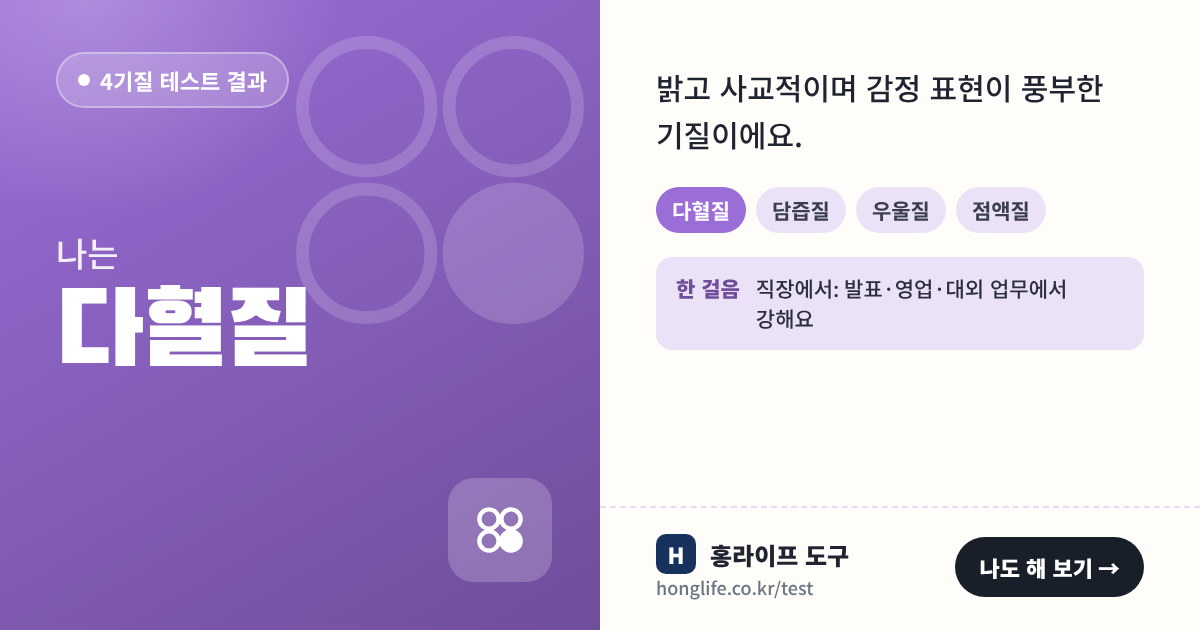 4기질 테스트 결과
나는
다혈질
밝고 사교적이며 감정 표현이 풍부한
기질이에요.
다혈질 담즙질 우울질 점액질
한 걸음 직장에서: 발표·영업·대외 업무에서
강해요
H 홍라이프 도구
honglife.co.kr/test
나도 해 보기 →